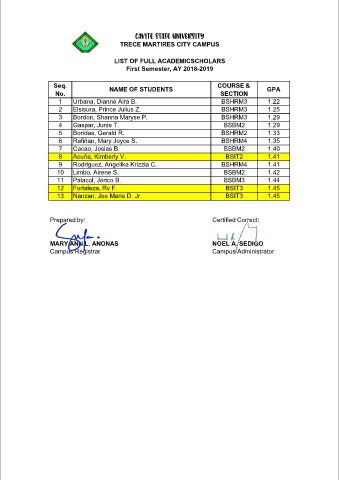 CAVITE STATE UNIVERSITY
TRECE MARTIRES CITY CAMPUS
LIST OF FULL ACADEMICSCHOLARS
First Semester, AY 2018-2019
Seq. No. NAME OF STUDENTS COURSE & SECTION GPA
1 Urbana, Dianne Aira B. BSHRM3 1.22
2 Elsisura, Prince Julius Z. BSHRM3 1.25
3 Bordon, Shanna Maryse P. BSHRM3 1.29
4 Gaspar, Junie T. BSBM2 1.29
5 Boridas, Gerald R. BSHRM2 1.33
6 Rafiñan, Mary Joyce S. BSHRM4 1.35
7 Cacao, Josias B. BSBM2 1.40
8 Acuña, Kimberly V. BSIT2 1.41
9 Rodriguez, Angelika Krizzia C. BSHRM4 1.41
10 Limbo, Airene S. BSBM2 1.42
11 Palacol, Jerico B. BSBM3 1.44
12 Fortaleza, Rv F. BSIT3 1.45
13 Nanzan, Joe Marie D. Jr. BSIT3 1.45
Prepared by: Certified Correct:
MARY ANN L. ANONAS NOEL A. SEDIGO
Campus Registrar Campus Administrator